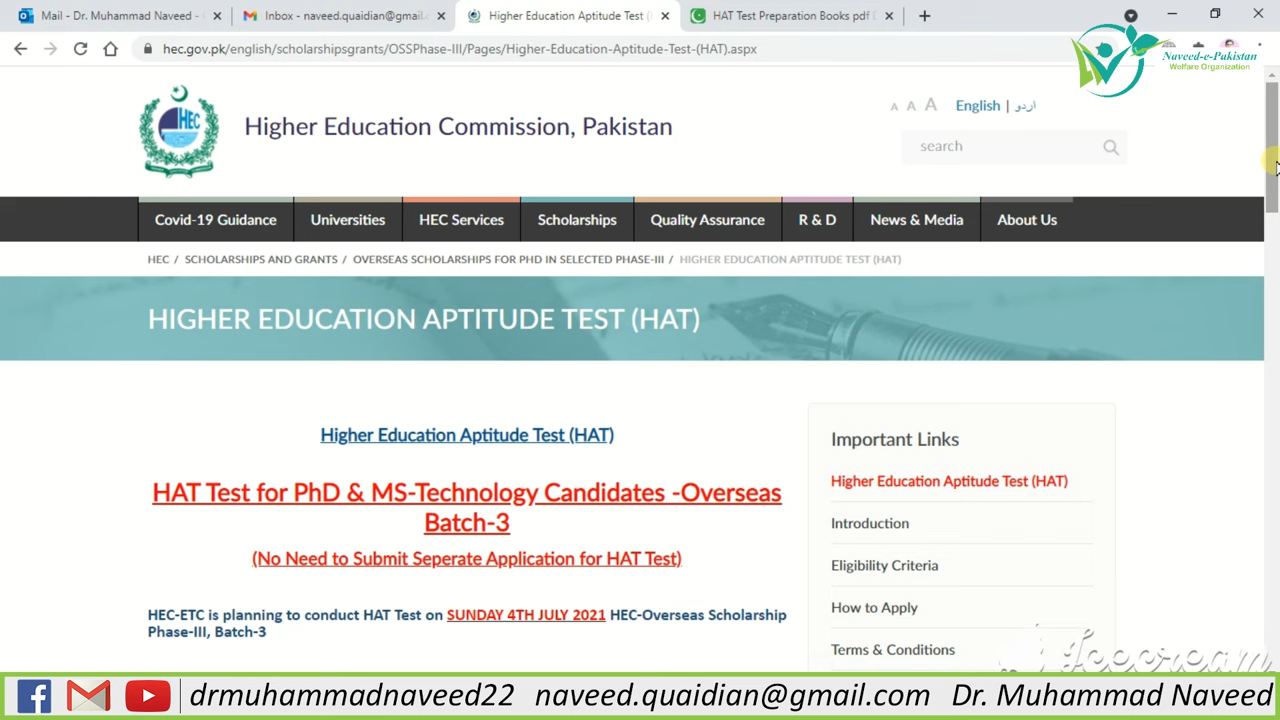 Mail - Dr. Muhammad Naveed -
Inbox - naveed.quaidian@gmail.
Higher Education Aptitude Test (
HAT Test Preparation Books pdf
hec.gov.pk/english/scholarshipsgrants/OSSPhase-III/Pages/Higher-Education-Aptitude-Test-(HAT).aspx
Naveed-e-Pakistan
Welfare Organization
A A A English | اردو
HEC
Higher Education Commission, Pakistan
search
Covid-19 Guidance Universities HEC Services Scholarships Quality Assurance R & D News & Media About Us
HEC / SCHOLARSHIPS AND GRANTS / OVERSEAS SCHOLARSHIPS FOR PHD IN SELECTED PHASE-III / HIGHER EDUCATION APTITUDE TEST (HAT)
HIGHER EDUCATION APTITUDE TEST (HAT)
Higher Education Aptitude Test (HAT)
HAT Test for PhD & MS-Technology Candidates -Overseas
Batch-3
(No Need to Submit Seperate Application for HAT Test)
HEC-ETC is planning to conduct HAT Test on SUNDAY 4TH JULY 2021 HEC-Overseas Scholarship
Phase-III, Batch-3
Important Links
Higher Education Aptitude Test (HAT)
Introduction
Eligibility Criteria
How to Apply
Terms & Conditions
Icecream
drmuhammadnaveed22 naveed.quaidian@gmail.com Dr. Muhammad Naveed